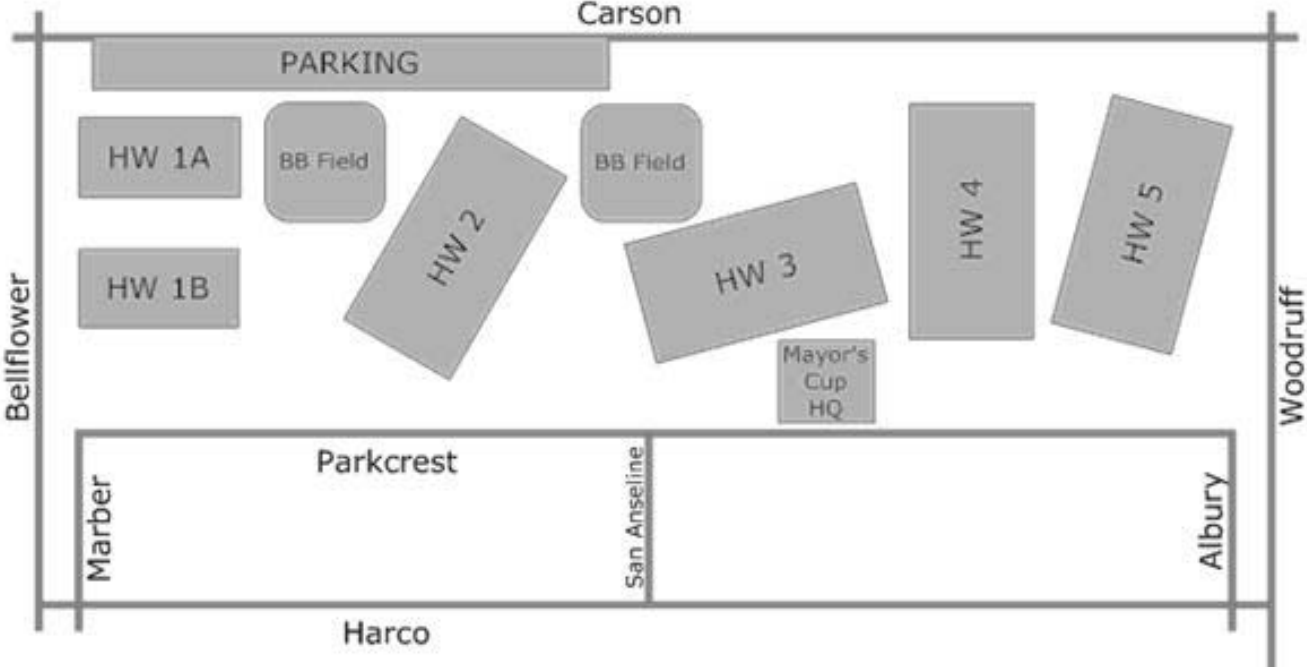 Carson
PARKING
HW 1A
BB Field
HW 2
BB Field
HW 3
HW 4
HW 5
HW 1B
Bellflower
Woodruff
Mayor's
Cup
HQ
Parkcrest
Marber
San Anseline
Albury
Harco